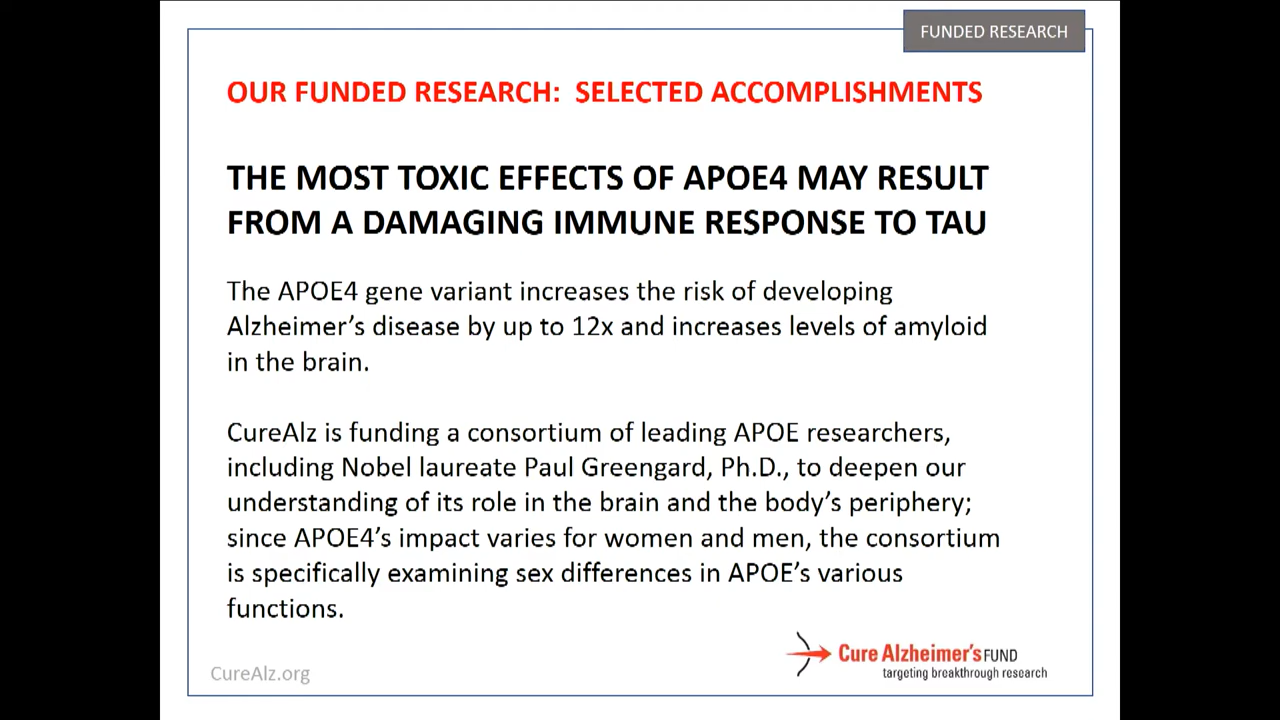 FUNDED RESEARCH
OUR FUNDED RESEARCH: SELECTED ACCOMPLISHMENTS
THE MOST TOXIC EFFECTS OF APOE4 MAY RESULT
FROM A DAMAGING IMMUNE RESPONSE TO TAU
The APOE4 gene variant increases the risk of developing
Alzheimer’s disease by up to 12x and increases levels of amyloid
in the brain.
CureAlz is funding a consortium of leading APOE researchers,
including Nobel laureate Paul Greengard, Ph.D., to deepen our
understanding of its role in the brain and the body’s periphery;
since APOE4’s impact varies for women and men, the consortium
is specifically examining sex differences in APOE’s various
functions.
Cure Alzheimer’s FUND
targeting breakthrough research
CureAlz.org